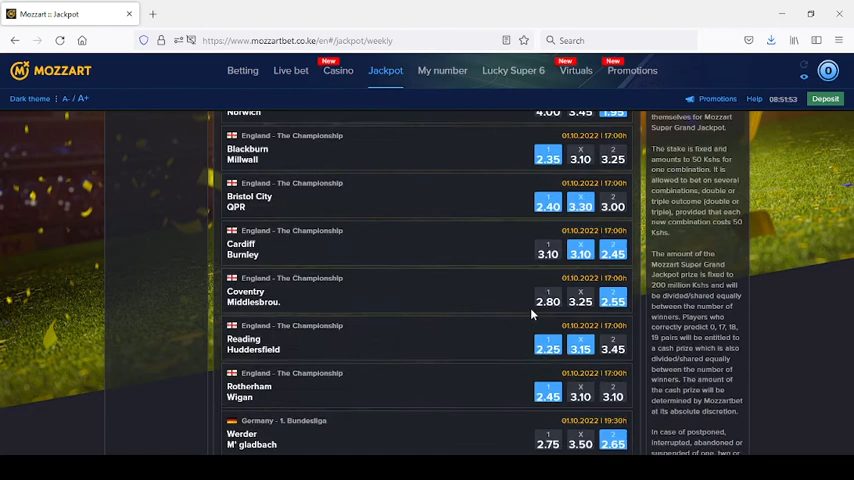 Mozzart :: Jackpot
https://www.mozzartbet.co.ke/en#/jackpot/weekly
Search
MOZZART
Betting
Live bet
New
Casino
Jackpot
My number
Lucky Super 6
New
Virtuals
New
Promotions
0
Dark theme
A- / A+
Promotions
Help
08:51:53
Deposit
Norwich
4.00 3.45 1.95
England - The Championship 01.10.2022 | 17:00h
Blackburn 1 X 2
Millwall 2.35 3.10 3.25
England - The Championship 01.10.2022 | 17:00h
Bristol City 1 X 2
QPR 2.40 3.30 3.00
England - The Championship 01.10.2022 | 17:00h
Cardiff 1 X 2
Burnley 3.10 3.10 2.45
England - The Championship 01.10.2022 | 17:00h
Coventry 1 X 2
Middlesbrou. 2.80 3.25 2.55
England - The Championship 01.10.2022 | 17:00h
Reading 1 X 2
Huddersfield 2.25 3.15 3.45
England - The Championship 01.10.2022 | 17:00h
Rotherham 1 X 2
Wigan 2.45 3.10 3.10
Germany - 1. Bundesliga 01.10.2022 | 19:30h
Werder 1 X 2
M' gladbach 2.75 3.50 2.65
themselves for Mozzart
Super Grand Jackpot.
The stake is fixed and
amounts to 50 Kshs for
one combination. It is
allowed to bet on several
combinations, double or
triple outcome (double or
triple), provided that each
new combination costs 50
Kshs.
The amount of the
Mozzart Super Grand
Jackpot prize is fixed to
200 million Kshs and will
be divided/shared equally
between the number of
winners. Players who
correctly predict 0, 17, 18,
19 pairs will be entitled to
a cash prize which is also
divided/shared equally
between the number of
winners. The amount of
the cash prize will be
determined by Mozzartbet
at its absolute discretion.
In case of postponed,
interrupted, abandoned or
suspended of one, two or